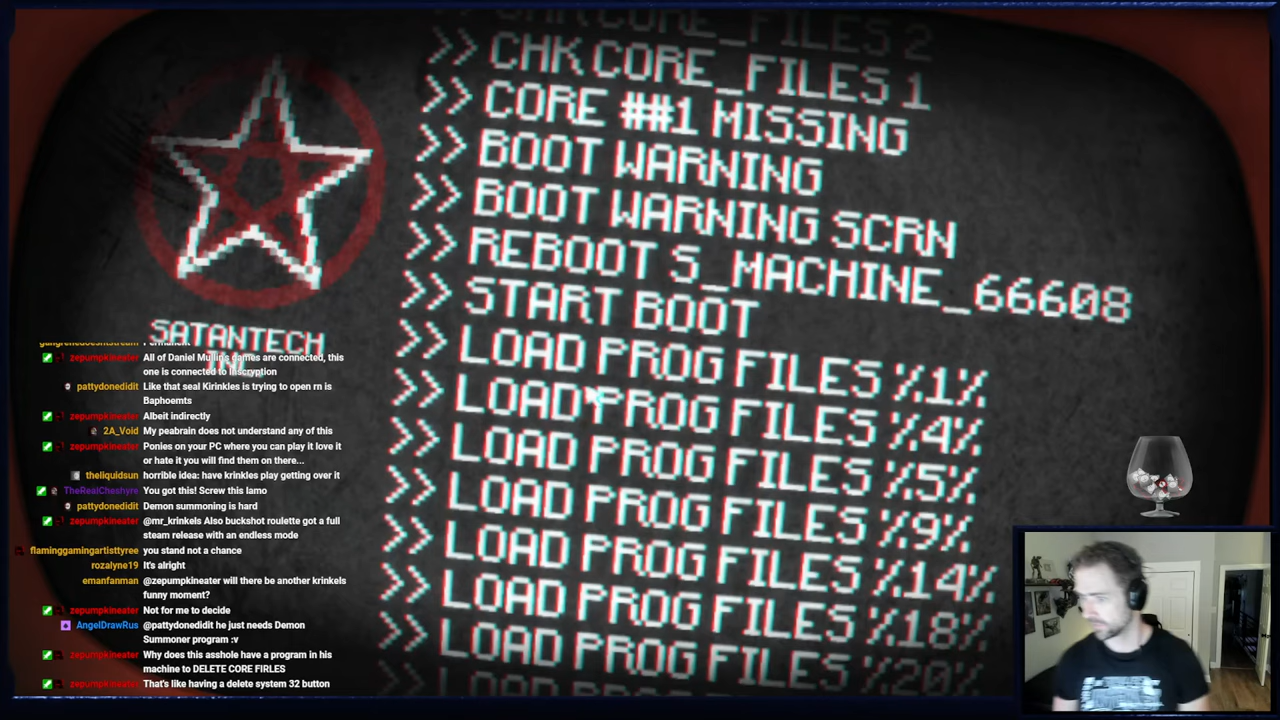 CORE_FILES 2
>> CHK CORE_FILES 1
>> CORE ##1 MISSING
>> BOOT WARNING
>> BOOT WARNING SCRN
>> REBOOT S_MACHINE_66608
>> START BOOT
>> LOAD PROG FILES %1%
>> LOAD PROG FILES %4%
>> LOAD PROG FILES %5%
>> LOAD PROG FILES %9%
>> LOAD PROG FILES %14%
>> LOAD PROG FILES %18%
>> LOAD PROG FILES
SATANTECH
zepumpkineater All of Daniel Mullins games are connected, this
one is connected to Inscryption
pattydonedidit Like that seal Kirinkles is trying to open rn is
Baphoemts
zepumpkineater Albeit indirectly
2A_Void My peabrain does not understand any of this
zepumpkineater Ponies on your PC where you can play it love it
or hate it you will find them on there...
theliquidsun horrible idea: have krinkles play getting over it
TheRealCheshyre You got this! Screw this lamo
pattydonedidit Demon summoning is hard
zepumpkineater @mr_krinkels Also buckshot roulette got a full
steam release with an endless mode
flaminggamingartisttyree you stand not a chance
rozalyne19 It's alright
emanfanman @zepumpkineater will there be another krinkels
funny moment?
zepumpkineater Not for me to decide
AngelDrawRus @pattydonedidit he just needs Demon
Summoner program :v
zepumpkineater Why does this asshole have a program in his
machine to DELETE CORE FIRLES
zepumpkineater That's like having a delete system 32 button